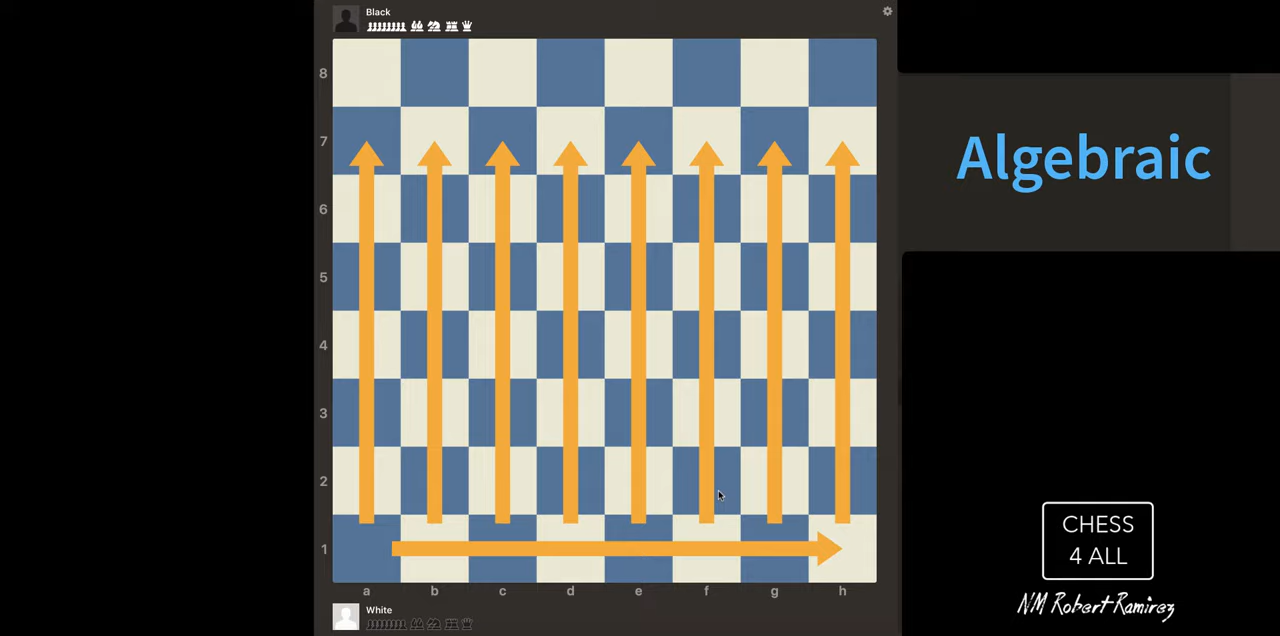 Black
8
7
6
5
4
3
2
1
a b c d e f g h
White
Algebraic
CHESS
4 ALL
NM Robert Ramirez